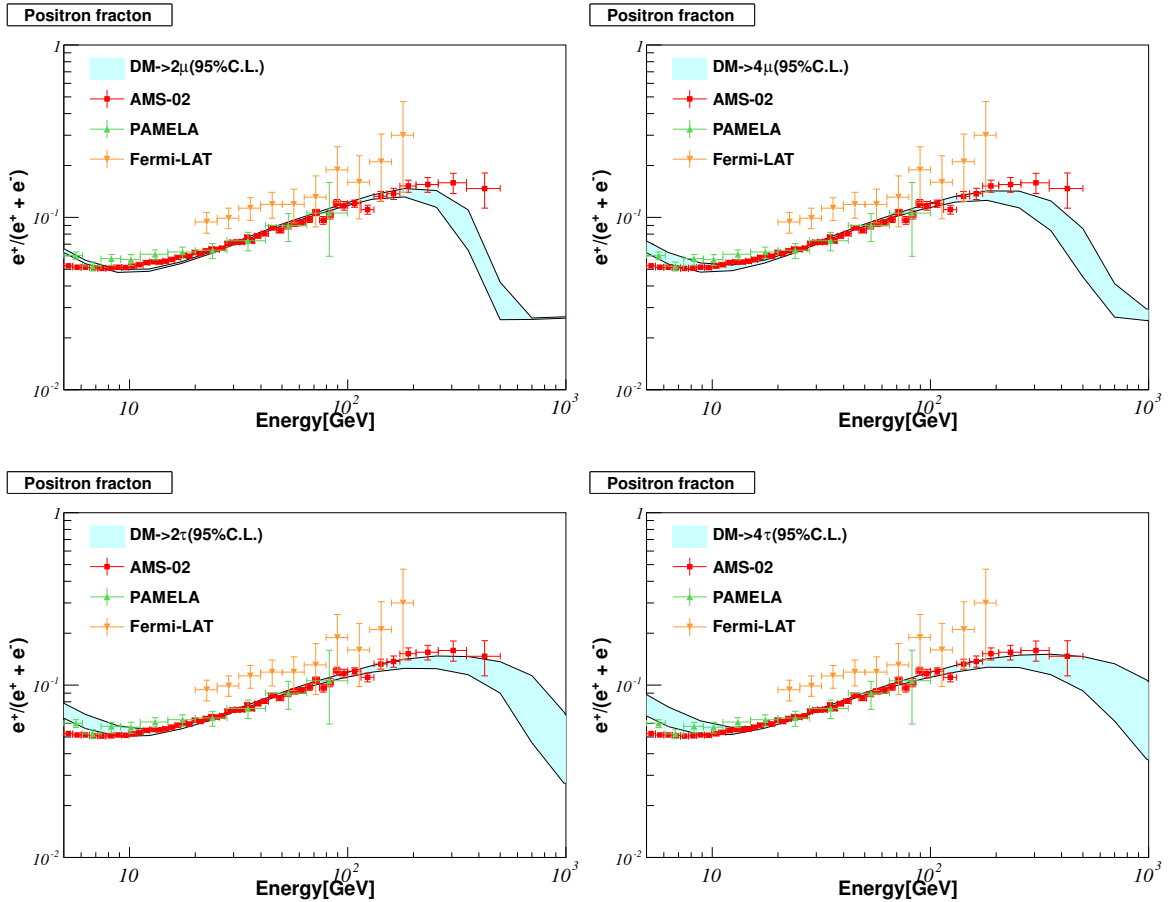 Positron fracton
1
10⁻¹
10⁻²
e⁺/(e⁺ + e⁻)
DM->2μ(95%C.L.)
AMS-02
PAMELA
Fermi-LAT
10
10²
10³
Energy[GeV]
Positron fracton
1
10⁻¹
10⁻²
e⁺/(e⁺ + e⁻)
DM->4μ(95%C.L.)
AMS-02
PAMELA
Fermi-LAT
10
10²
10³
Energy[GeV]
Positron fracton
1
10⁻¹
10⁻²
e⁺/(e⁺ + e⁻)
DM->2τ(95%C.L.)
AMS-02
PAMELA
Fermi-LAT
10
10²
10³
Energy[GeV]
Positron fracton
1
10⁻¹
10⁻²
e⁺/(e⁺ + e⁻)
DM->4τ(95%C.L.)
AMS-02
PAMELA
Fermi-LAT
10
10²
10³
Energy[GeV]